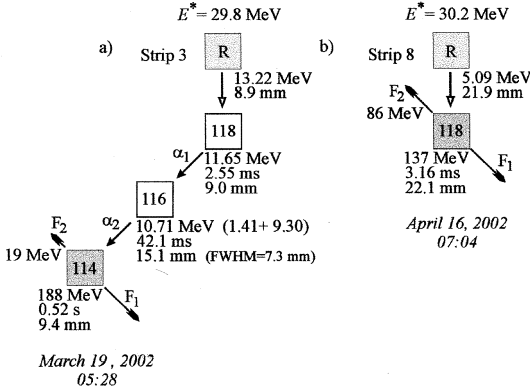 E* = 29.8 MeV
a)
Strip 3
R
13.22 MeV
8.9 mm
118
α1
11.65 MeV
2.55 ms
9.0 mm
116
α2
10.71 MeV (1.41+ 9.30)
42.1 ms
15.1 mm (FWHM=7.3 mm)
F2
19 MeV
114
F1
188 MeV
0.52 s
9.4 mm
March 19, 2002
05:28
E* = 30.2 MeV
b)
Strip 8
R
5.09 MeV
21.9 mm
F2
86 MeV
118
F1
137 MeV
3.16 ms
22.1 mm
April 16, 2002
07:04